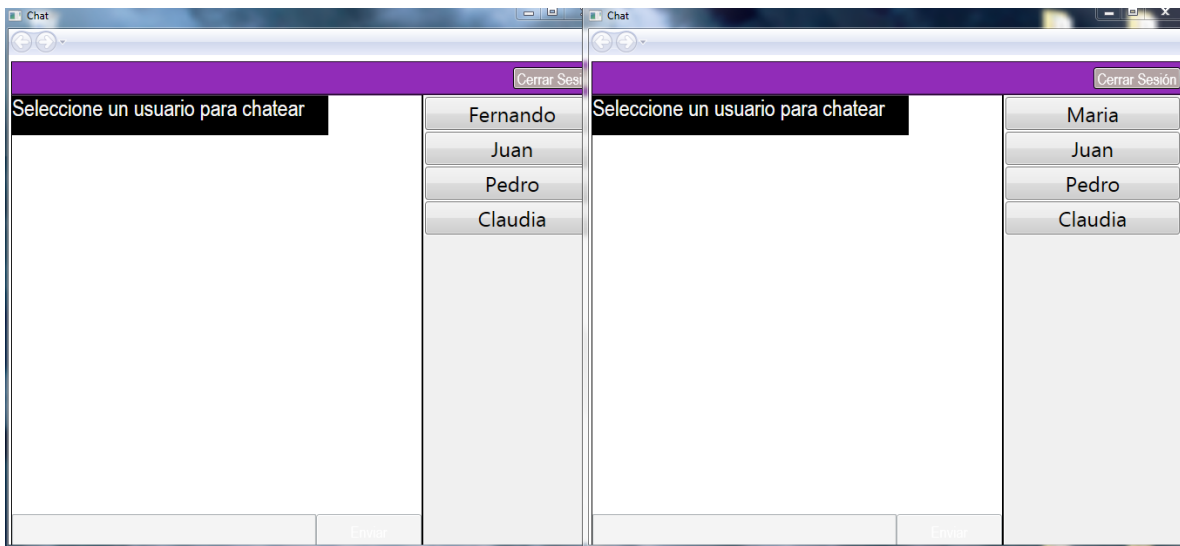 Chat
Cerrar Sesi
Seleccione un usuario para chatear
Fernando
Juan
Pedro
Claudia
Enviar
Chat
Cerrar Sesión
Seleccione un usuario para chatear
Maria
Juan
Pedro
Claudia
Enviar